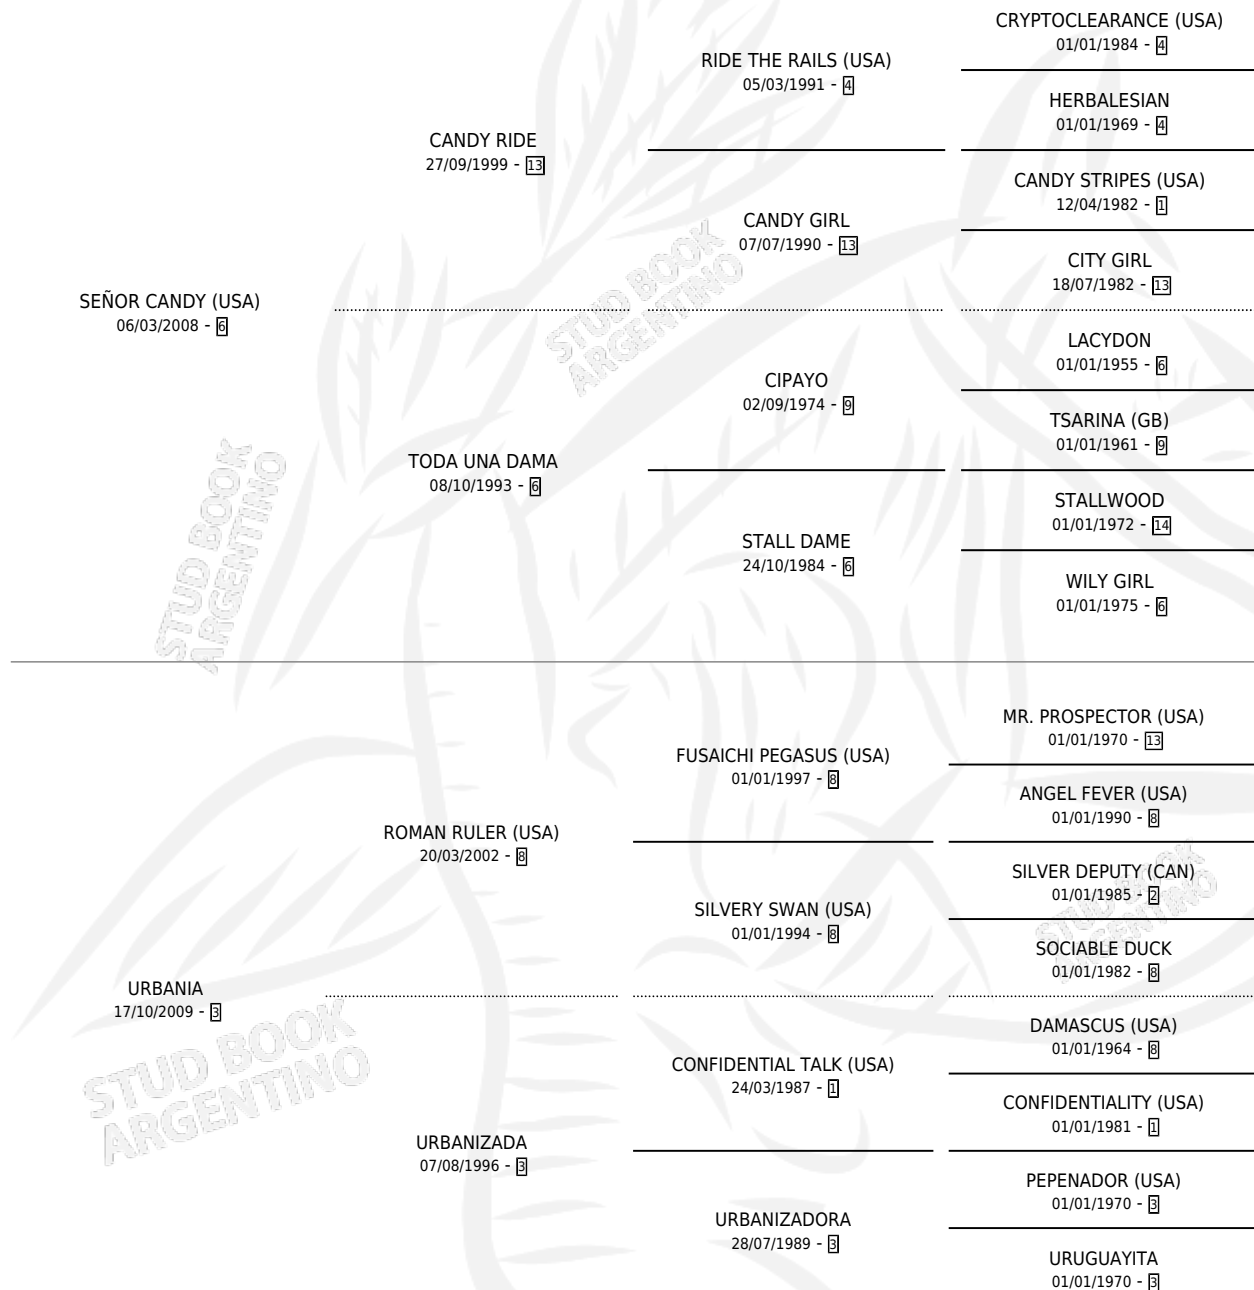 CRYPTOCLEARANCE (USA)
01/01/1984 - 4
RIDE THE RAILS (USA)
05/03/1991 - 4
HERBALESIAN
01/01/1969 - 4
CANDY RIDE
27/09/1999 - 13
CANDY STRIPES (USA)
12/04/1982 - 1
CANDY GIRL
07/07/1990 - 13
CITY GIRL
18/07/1982 - 13
SEÑOR CANDY (USA)
06/03/2008 - 6
STUD BOOK
ARGENTINO
LACYDON
01/01/1955 - 6
CIPAYO
02/09/1974 - 9
TSARINA (GB)
01/01/1961 - 9
TODA UNA DAMA
08/10/1993 - 6
STALLWOOD
01/01/1972 - 14
STALL DAME
24/10/1984 - 6
WILY GIRL
01/01/1975 - 6
STUD BOOK
ARGENTINO
MR. PROSPECTOR (USA)
01/01/1970 - 13
FUSAICHI PEGASUS (USA)
01/01/1997 - 8
ANGEL FEVER (USA)
01/01/1990 - 8
ROMAN RULER (USA)
20/03/2002 - 8
SILVER DEPUTY (CAN)
01/01/1985 - 2
SILVERY SWAN (USA)
01/01/1994 - 8
STUD BOOK
ARGENTINO
SOCIABLE DUCK
01/01/1982 - 8
URBANIA
17/10/2009 - 3
STUD BOOK
ARGENTINO
DAMASCUS (USA)
01/01/1964 - 8
CONFIDENTIAL TALK (USA)
24/03/1987 - 1
CONFIDENTIALITY (USA)
01/01/1981 - 1
URBANIZADA
07/08/1996 - 3
PEPENADOR (USA)
01/01/1970 - 3
URBANIZADORA
28/07/1989 - 3
URUGUAYITA
01/01/1970 - 3